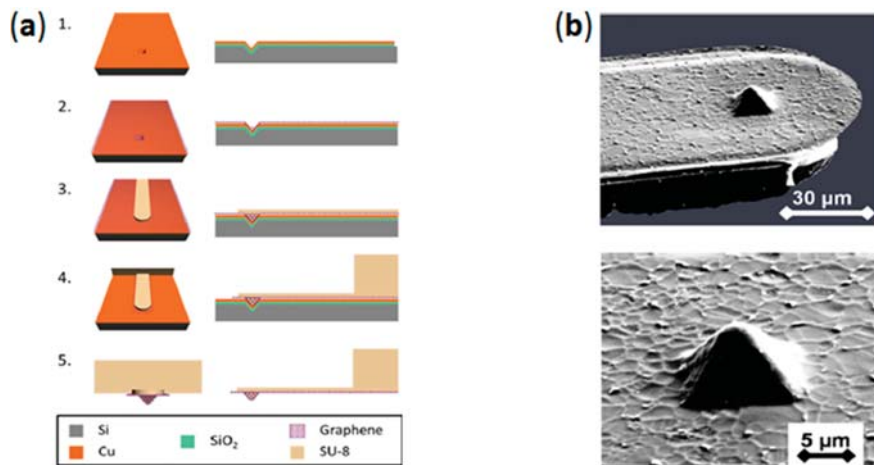 (a)
1.
2.
3.
4.
5.
Si
Cu
SiO₂
Graphene
SU-8
(b)
30 µm
5 µm